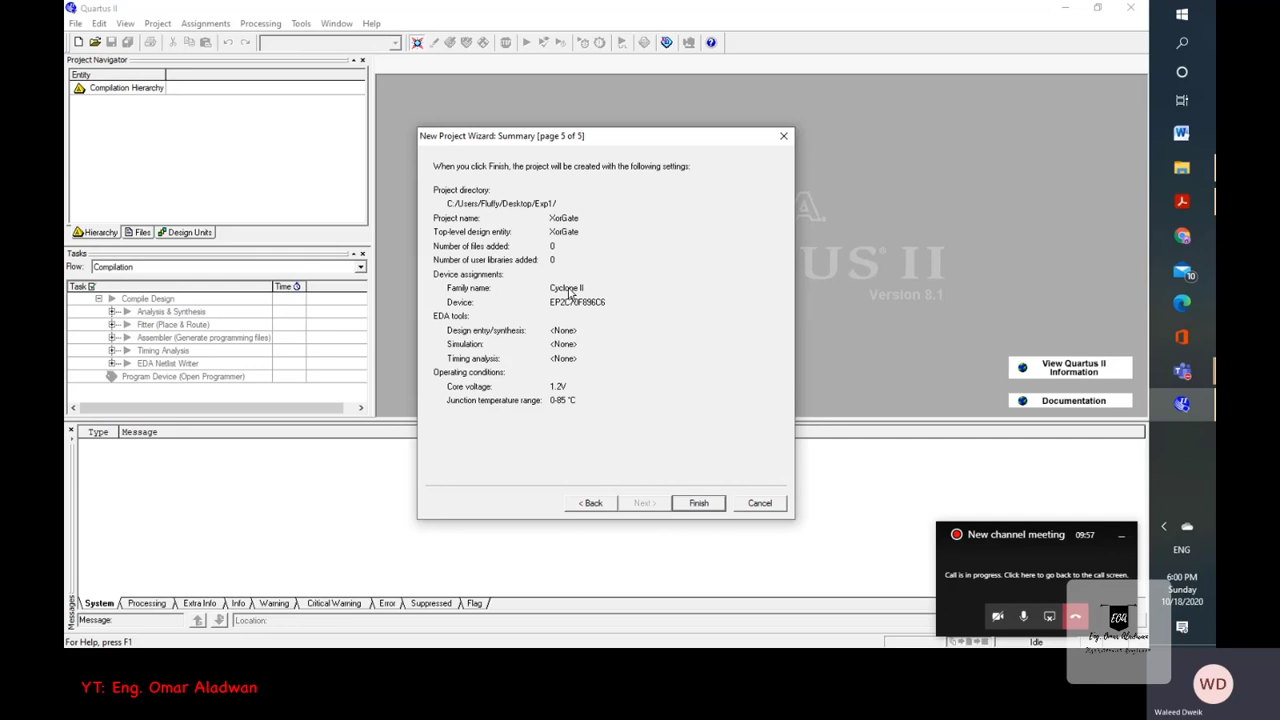 Quartus II
File Edit View Project Assignments Processing Tools Window Help
Project Navigator
Entity
Compilation Hierarchy
Hierarchy Files Design Units
Tasks
Flow: Compilation
Task Time
Compile Design
Analysis & Synthesis
Fitter (Place & Route)
Assembler (Generate programming files)
Timing Analysis
EDA Netlist Writer
Program Device (Open Programmer)
New Project Wizard: Summary [page 5 of 5]
When you click Finish, the project will be created with the following settings:
Project directory:
C:/Users/Fluffy/Desktop/Exp1/
Project name: XorGate
Top-level design entity: XorGate
Number of files added: 0
Number of user libraries added: 0
Device assignments:
Family name: Cyclone II
Device: EP2C70F896C6
EDA tools:
Design entry/synthesis: <None>
Simulation: <None>
Timing analysis: <None>
Operating conditions:
Core voltage: 1.2V
Junction temperature range: 0-85 °C
< Back Next > Finish Cancel
A.
US II
Version 8.1
View Quartus II
Information
Documentation
Type Message
System Processing Extra Info Info Warning Critical Warning Error Suppressed Flag
Messages
Message: Location:
For Help, press F1
Idle
New channel meeting 09:57
Call is in progress. Click here to go back to the call screen.
10
ENG
6:00 PM
Sunday
10/18/2020
EOA
Eng. Omar Aladwan
YT: Eng. Omar Aladwan
WD
Waleed Dweik